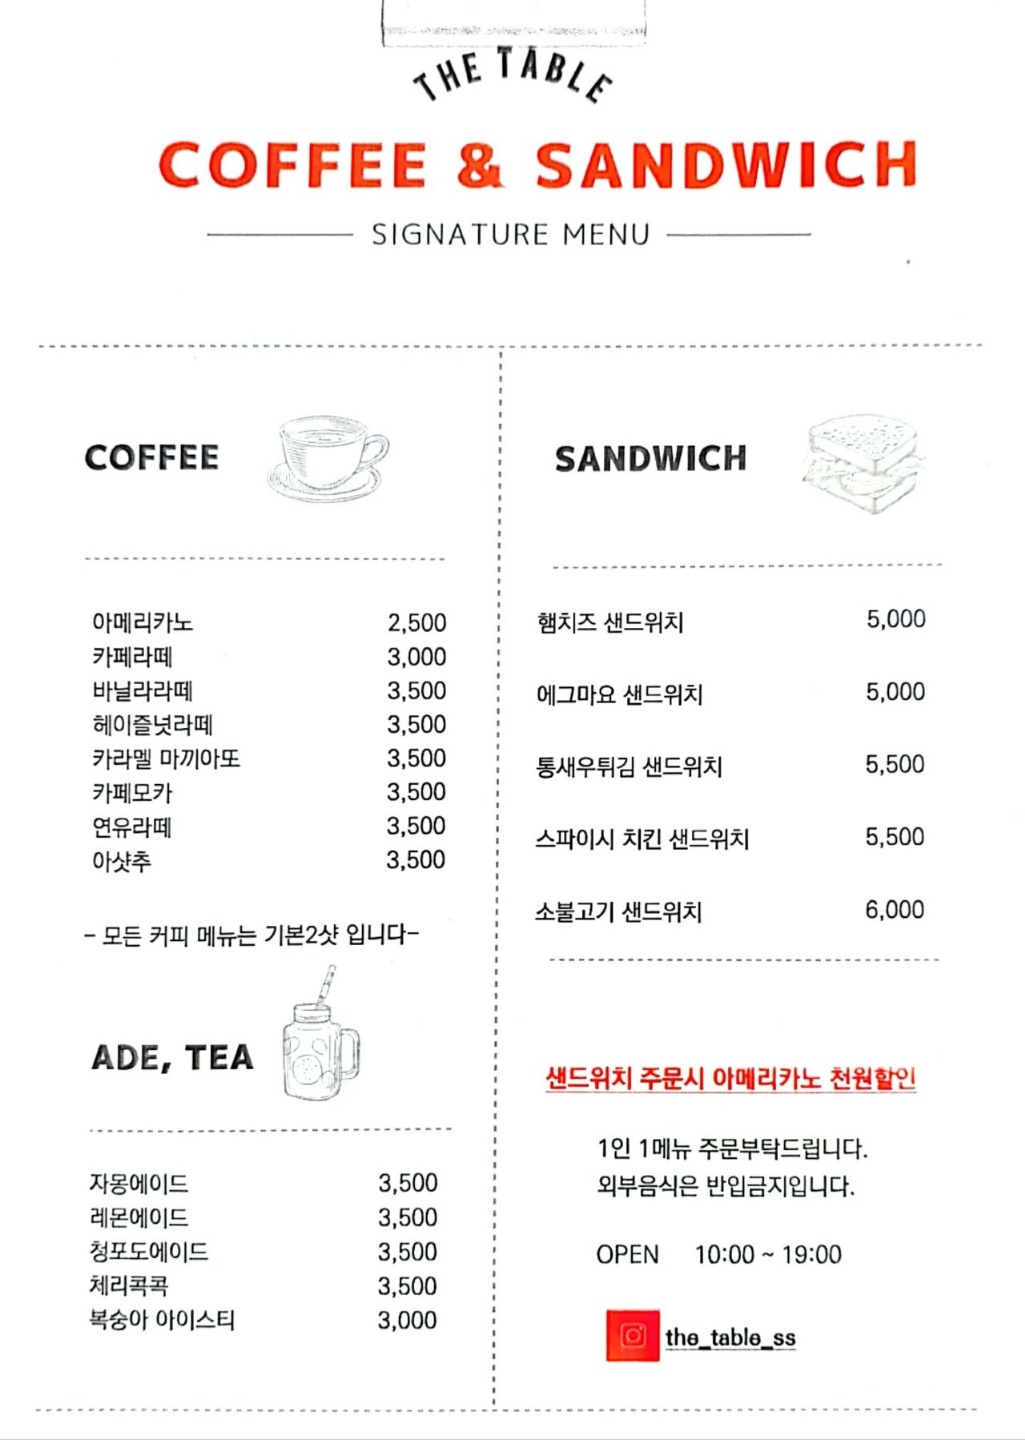 THE TABLE
COFFEE & SANDWICH
SIGNATURE MENU
COFFEE
아메리카노 2,500
카페라떼 3,000
바닐라라떼 3,500
헤이즐넛라떼 3,500
카라멜 마끼아또 3,500
카페모카 3,500
연유라떼 3,500
아샷추 3,500
- 모든 커피 메뉴는 기본2샷 입니다-
ADE, TEA
자몽에이드 3,500
레몬에이드 3,500
청포도에이드 3,500
체리콕콕 3,500
복숭아 아이스티 3,000
SANDWICH
햄치즈 샌드위치 5,000
에그마요 샌드위치 5,000
통새우튀김 샌드위치 5,500
스파이시 치킨 샌드위치 5,500
소불고기 샌드위치 6,000
샌드위치 주문시 아메리카노 천원할인
1인 1메뉴 주문부탁드립니다.
외부음식은 반입금지입니다.
OPEN 10:00 ~ 19:00
the_table_ss